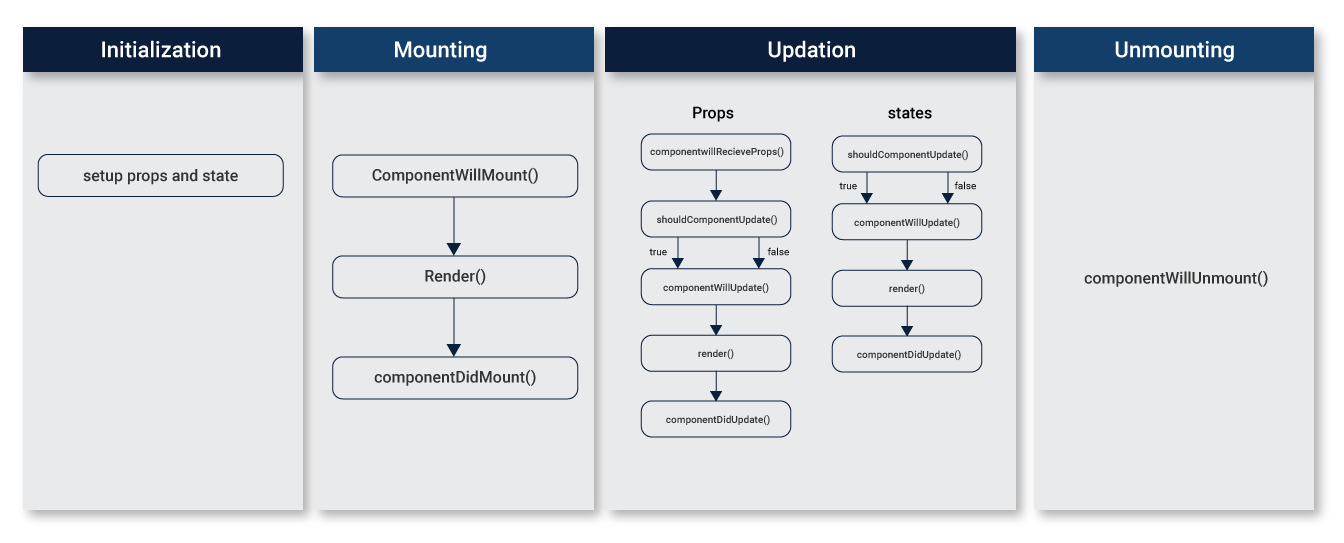 Initialization
setup props and state
Mounting
ComponentWillMount()
Render()
componentDidMount()
Updation
Props
componentwillRecieveProps()
shouldComponentUpdate()
true
false
componentWillUpdate()
render()
componentDidUpdate()
states
shouldComponentUpdate()
true
false
componentWillUpdate()
render()
componentDidUpdate()
Unmounting
componentWillUnmount()